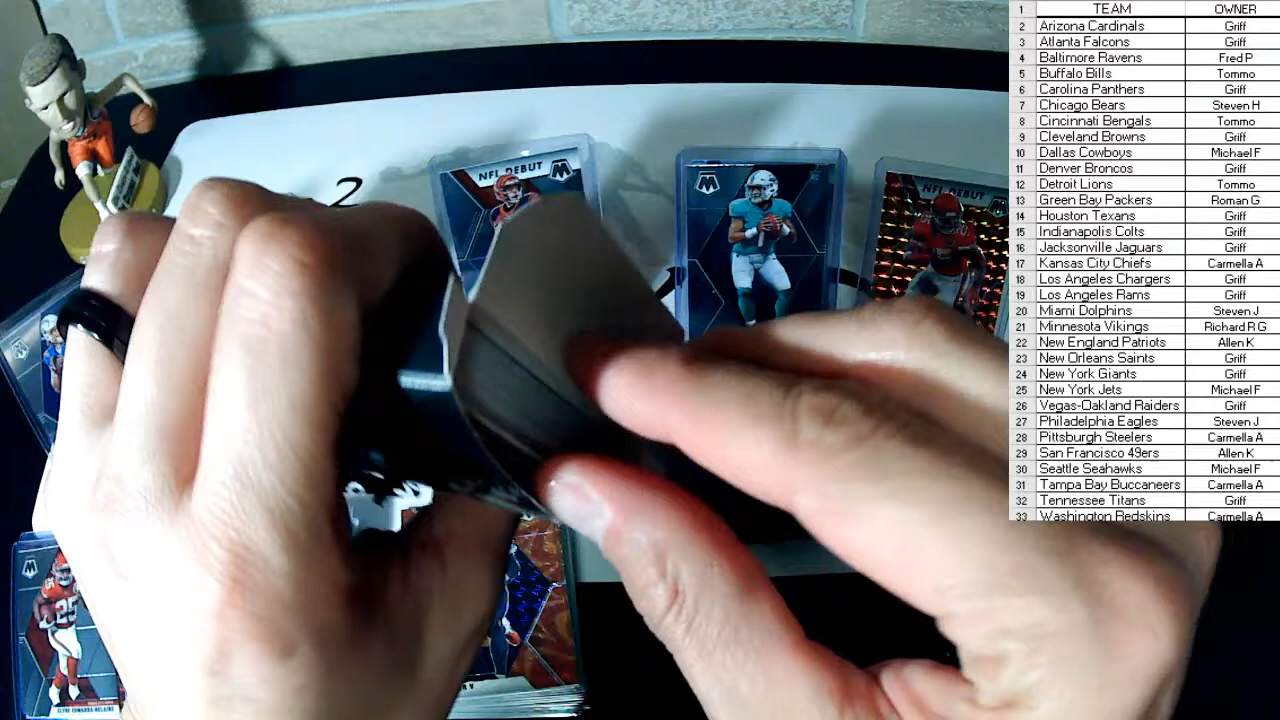 1 TEAM OWNER
2 Arizona Cardinals Griff
3 Atlanta Falcons Griff
4 Baltimore Ravens Fred P
5 Buffalo Bills Tommo
6 Carolina Panthers Griff
7 Chicago Bears Steven H
8 Cincinnati Bengals Tommo
9 Cleveland Browns Griff
10 Dallas Cowboys Michael F
11 Denver Broncos Griff
12 Detroit Lions Tommo
13 Green Bay Packers Roman G
14 Houston Texans Griff
15 Indianapolis Colts Griff
16 Jacksonville Jaguars Griff
17 Kansas City Chiefs Carmella A
18 Los Angeles Chargers Griff
19 Los Angeles Rams Griff
20 Miami Dolphins Steven J
21 Minnesota Vikings Richard R G
22 New England Patriots Allen K
23 New Orleans Saints Griff
24 New York Giants Griff
25 New York Jets Michael F
26 Vegas-Oakland Raiders Griff
27 Philadelphia Eagles Steven J
28 Pittsburgh Steelers Carmella A
29 San Francisco 49ers Allen K
30 Seattle Seahawks Michael F
31 Tampa Bay Buccaneers Carmella A
32 Tennessee Titans Griff
33 Washington Redskins Carmella A
2
NFL DEBUT M
M
1
NFL DEBUT
M
25
CLYDE EDWARDS-HELAIRE